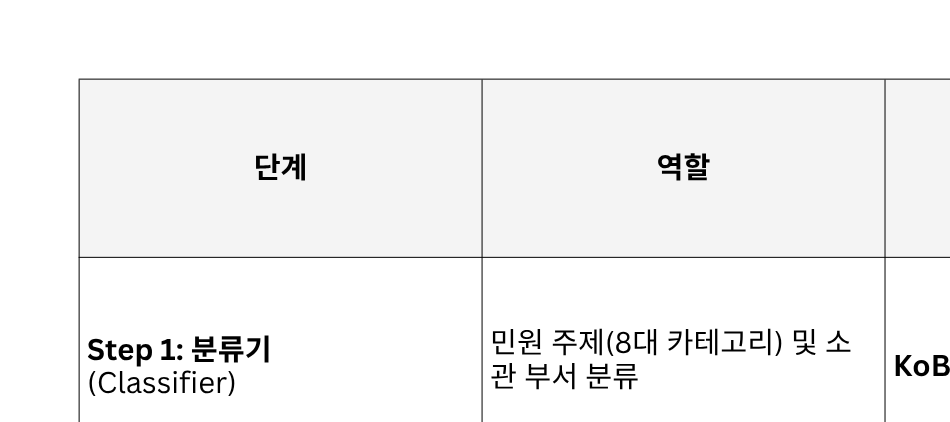 단계
역할
Step 1: 분류기
(Classifier)
민원 주제(8대 카테고리) 및 소
관 부서 분류
KoB